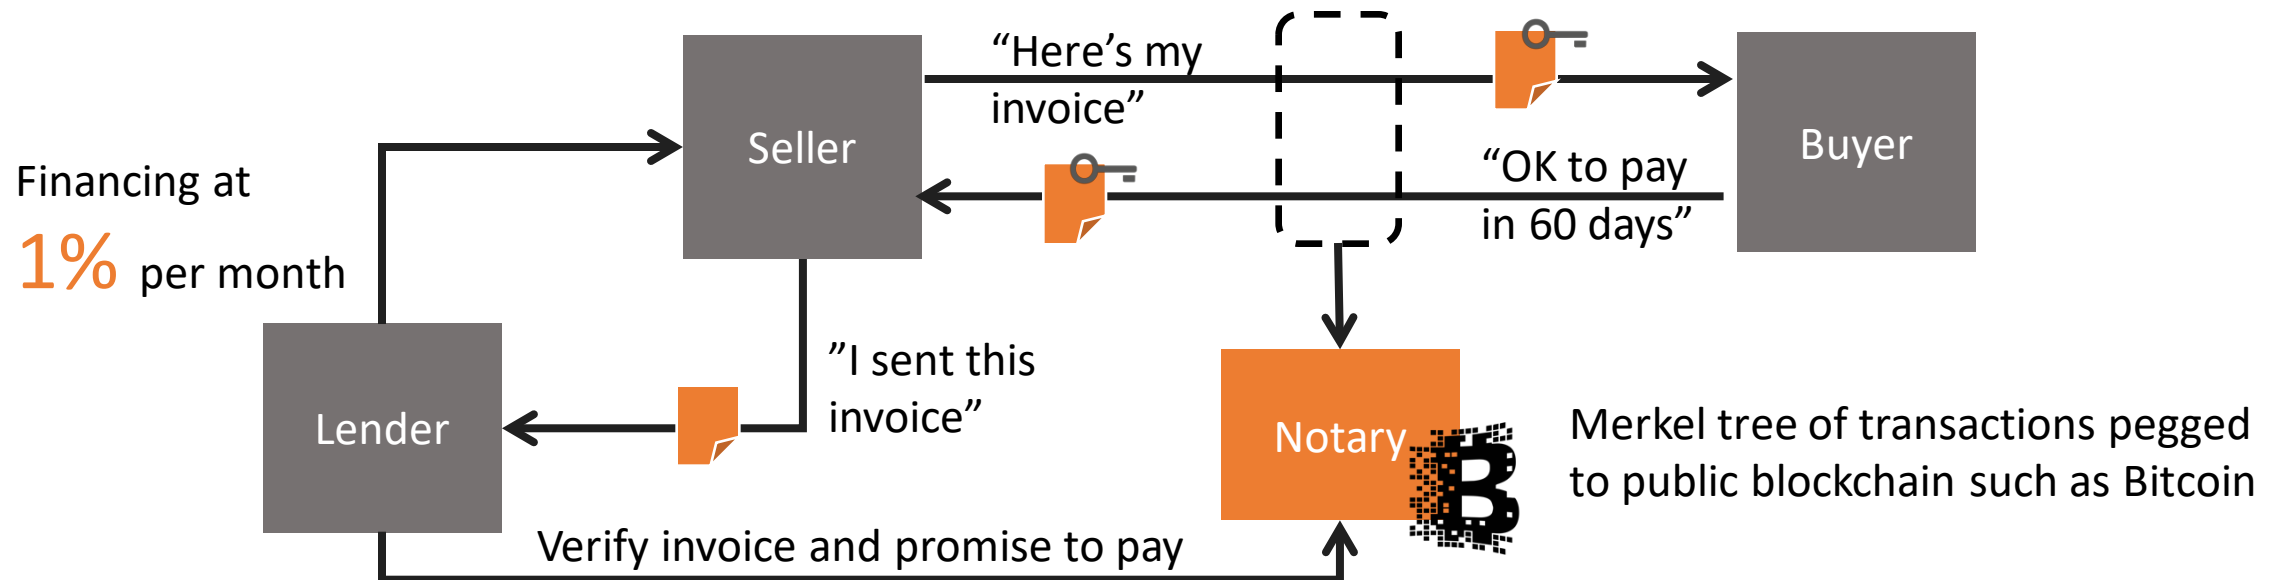 “Here’s my
invoice”
Seller
Buyer
“OK to pay
in 60 days”
Financing at
1% per month
”I sent this
invoice”
Lender
Notary
Merkel tree of transactions pegged
to public blockchain such as Bitcoin
Verify invoice and promise to pay